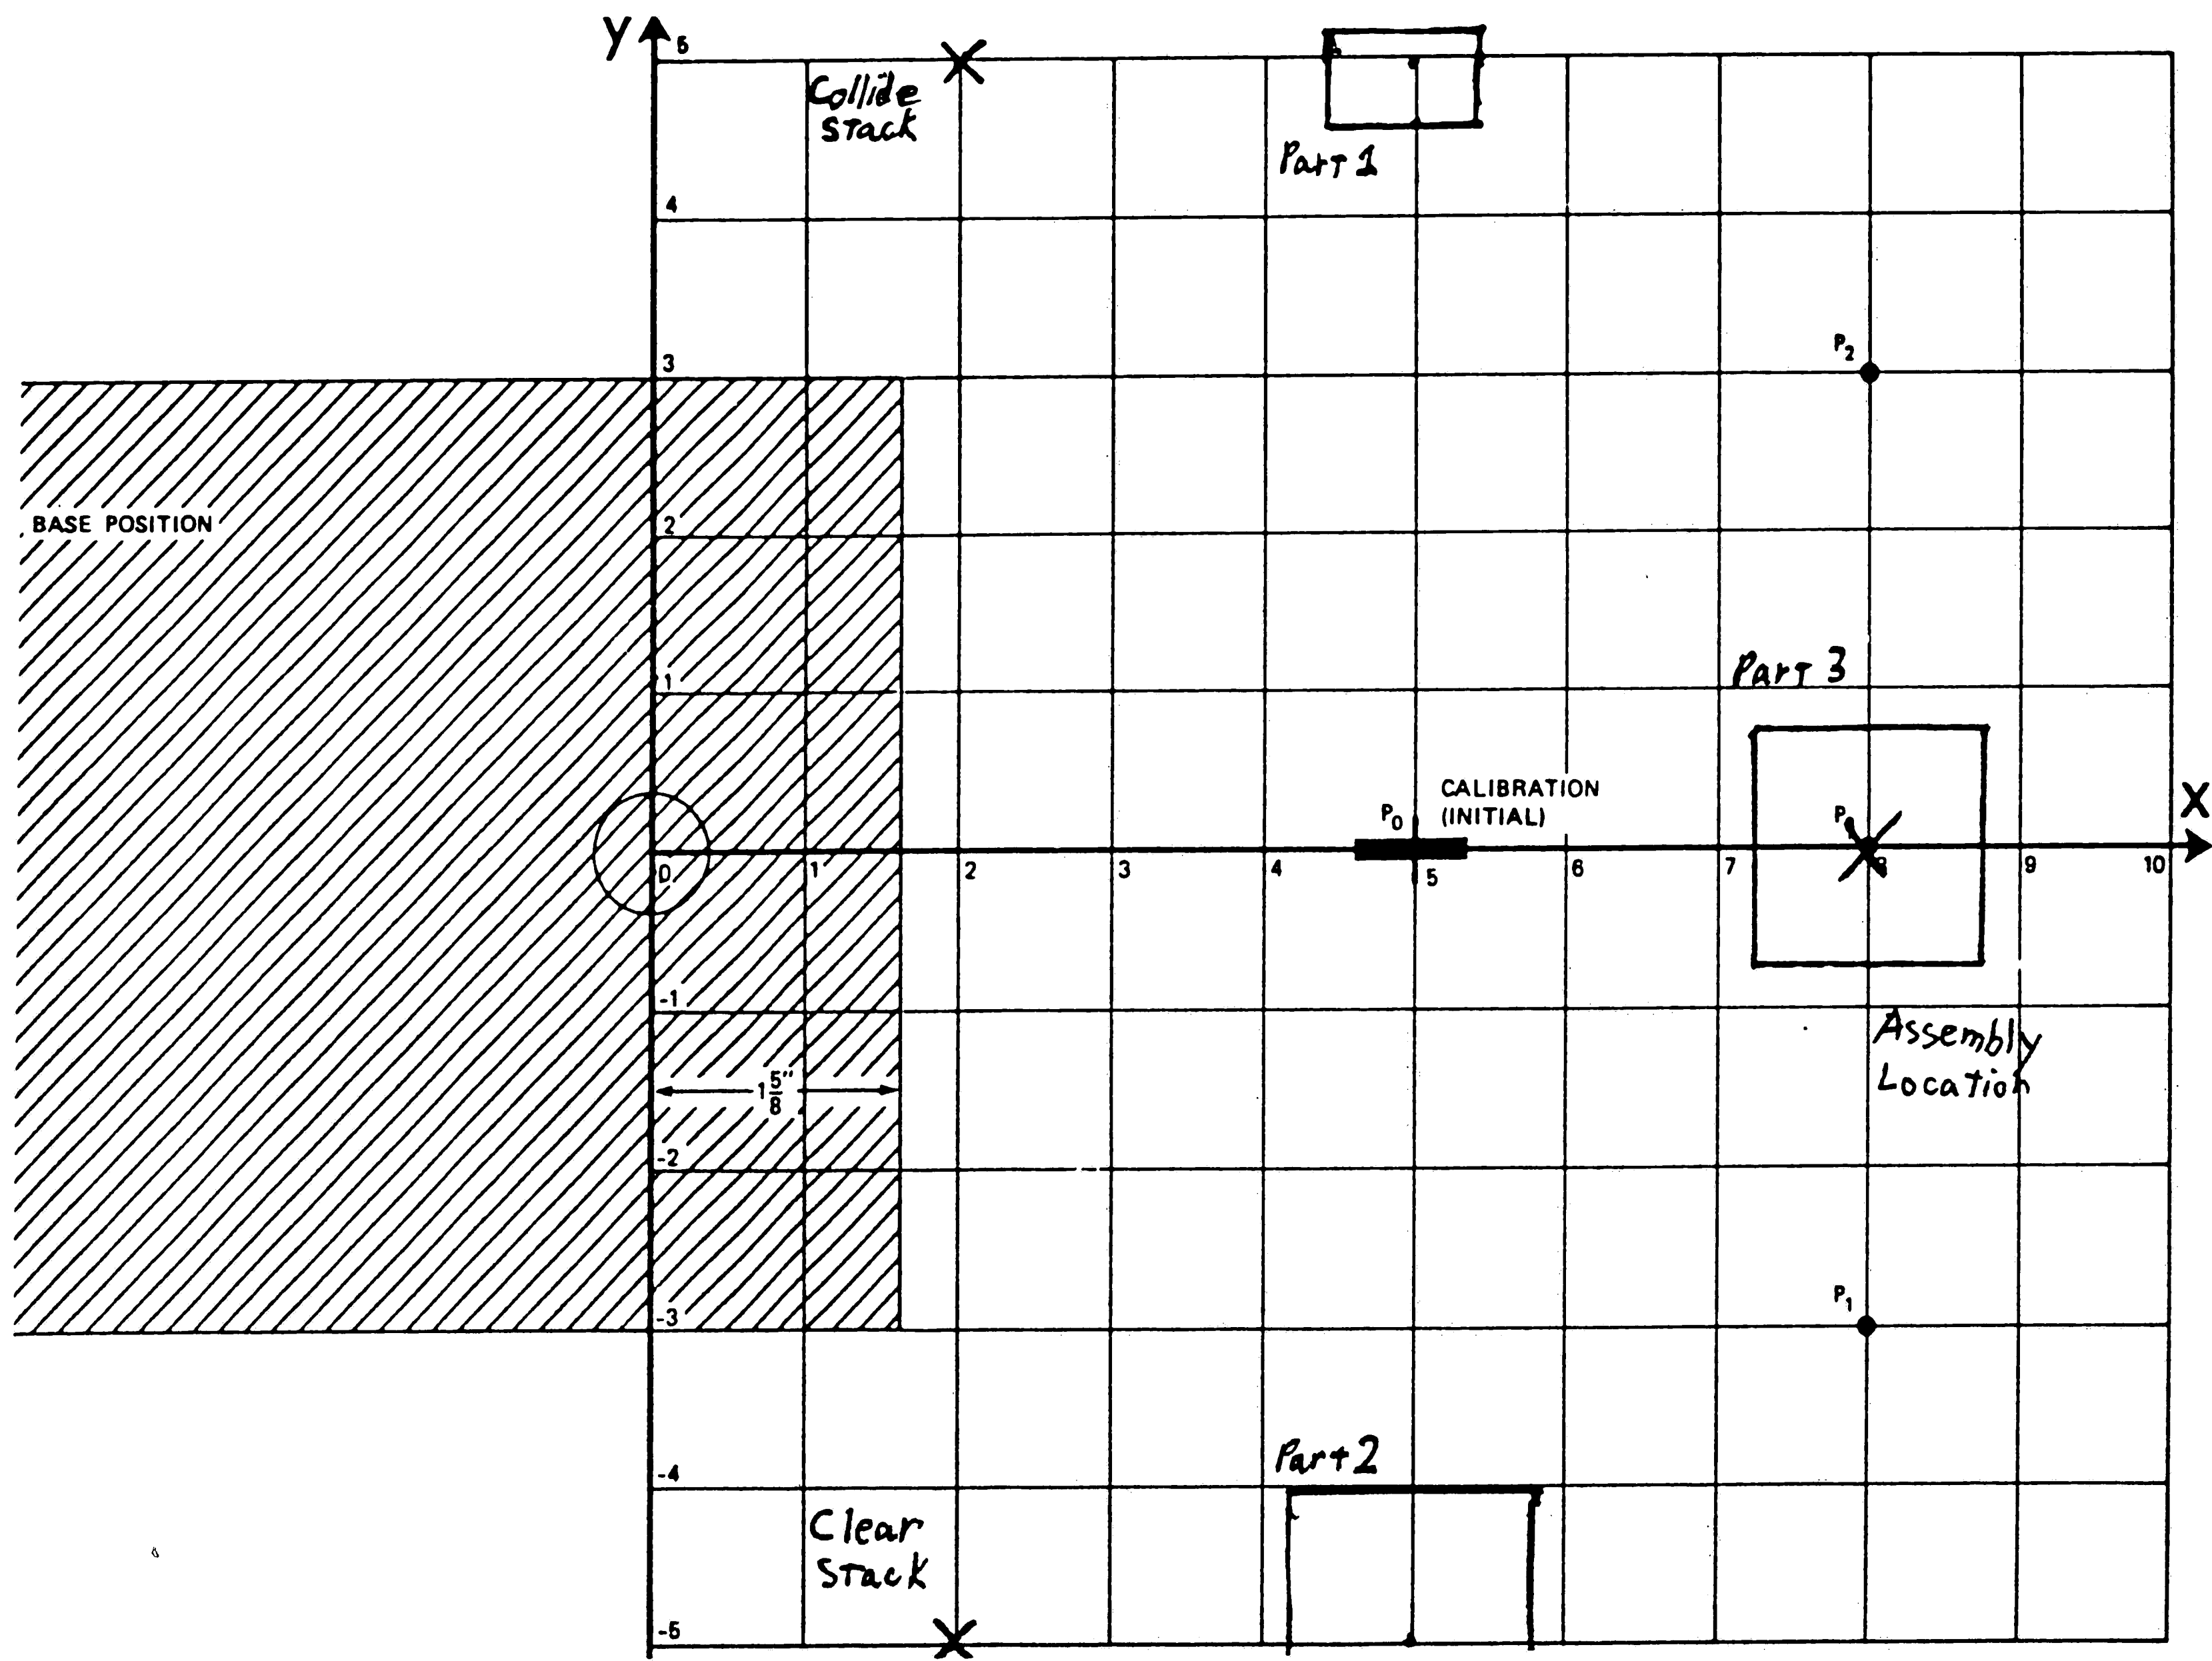 Y
5
Collide
Stack
Part 1
4
3
P2
BASE POSITION
2
1
Part 3
CALIBRATION
(INITIAL)
P0
P
X
0
1
2
3
4
5
6
7
8
9
10
-1
Assembly
Location
1 5/8"
-2
P1
-3
Part 2
-4
Clear
Stack
-5